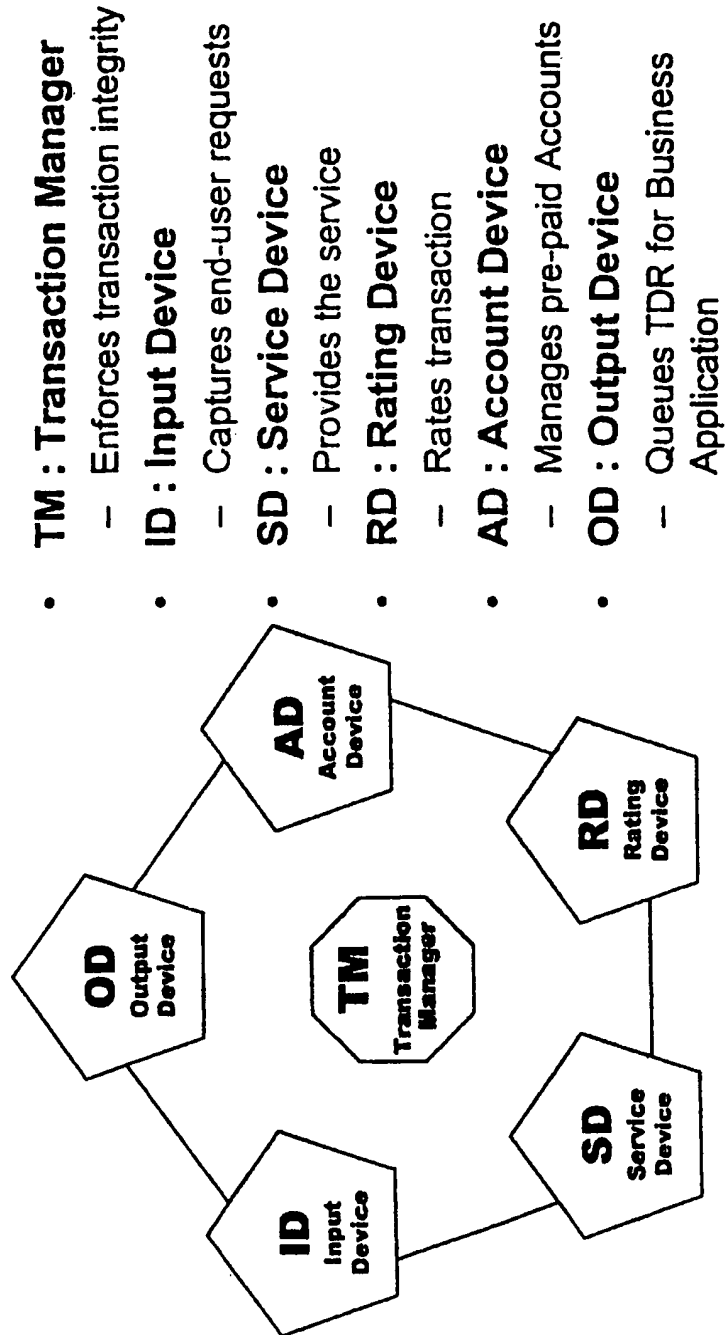 OD
Output
Device
ID
Input
Device
AD
Account
Device
TM
Transaction
Manager
SD
Service
Device
RD
Rating
Device
• TM : Transaction Manager
– Enforces transaction integrity
• ID : Input Device
– Captures end-user requests
• SD : Service Device
– Provides the service
• RD : Rating Device
– Rates transaction
• AD : Account Device
– Manages pre-paid Accounts
• OD : Output Device
– Queues TDR for Business
Application